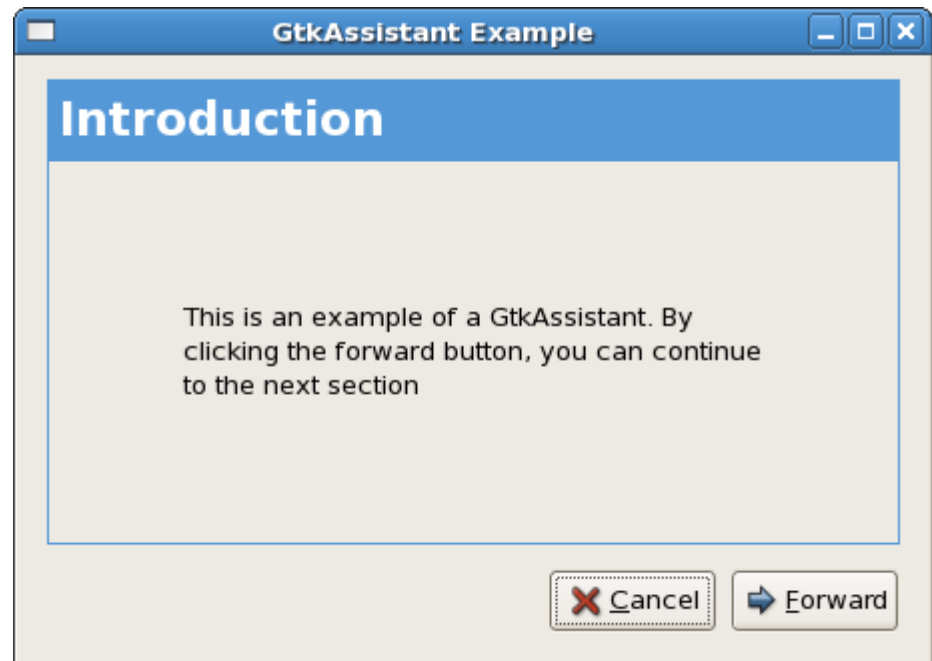 GtkAssistant Example
Introduction
This is an example of a GtkAssistant. By
clicking the forward button, you can continue
to the next section
Cancel
Forward